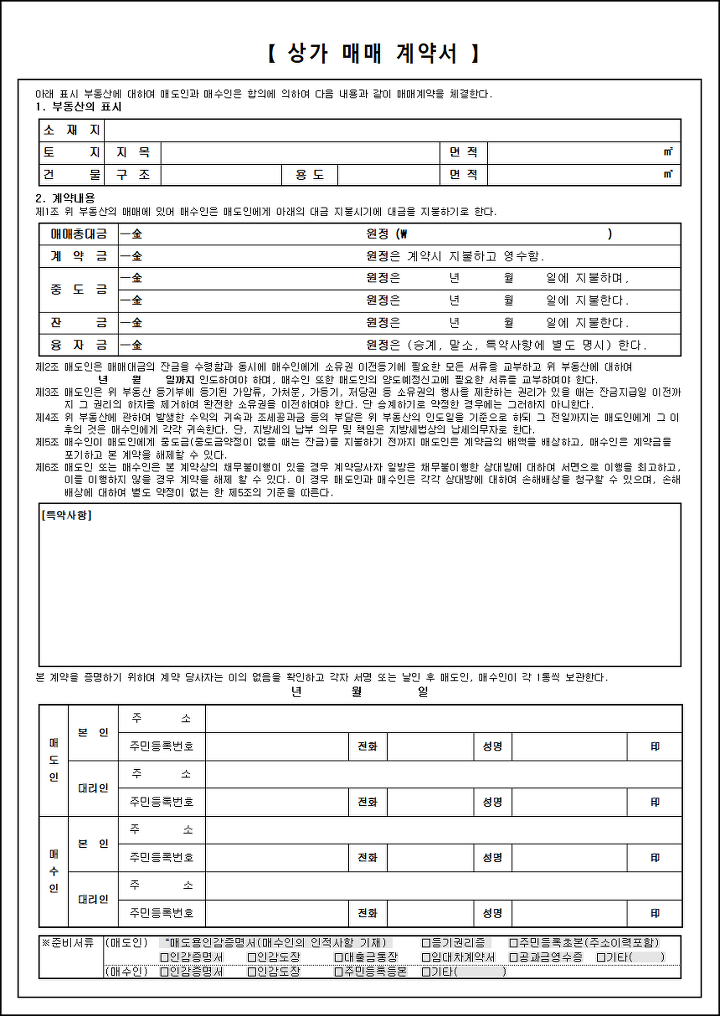 【 상가 매매 계약서 】
아래 표시 부동산에 대하여 매도인과 매수인은 합의에 의하여 다음 내용과 같이 매매계약을 체결한다.
1. 부동산의 표시
소 재 지
토 지 지 목 면 적 ㎡
건 물 구 조 용 도 면 적 ㎡
2. 계약내용
제1조 위 부동산의 매매에 있어 매수인은 매도인에게 아래의 대금 지불시기에 대금을 지불하기로 한다.
매매총대금 一金 원정 (₩ )
계 약 금 一金 원정은 계약시 지불하고 영수함.
중 도 금 一金 원정은 년 월 일에 지불하며,
一金 원정은 년 월 일에 지불한다.
잔 금 一金 원정은 년 월 일에 지불한다.
융 자 금 一金 원정은 (승계, 말소, 특약사항에 별도 명시) 한다.
제2조 매도인은 매매대금의 잔금을 수령함과 동시에 매수인에게 소유권 이전등기에 필요한 모든 서류를 교부하고 위 부동산에 대하여
년 월 일까지 인도하여야 하며, 매수인 또한 매도인의 양도예정신고에 필요한 서류를 교부하여야 한다.
제3조 매도인은 위 부동산 등기부에 등기된 가압류, 가처분, 가등기, 저당권 등 소유권의 행사를 제한하는 권리가 있을 때는 잔금지급일 이전까
지 그 권리의 하자를 제거하여 완전한 소유권을 이전하여야 한다. 단 승계하기로 약정한 경우에는 그러하지 아니한다.
제4조 위 부동산에 관하여 발생한 수익의 귀속과 조세공과금 등의 부담은 위 부동산의 인도일을 기준으로 하되 그 전일까지는 매도인에게 그 이
후의 것은 매수인에게 각각 귀속한다. 단, 지방세의 납부 의무 및 책임은 지방세법상의 납세의무자로 한다.
제5조 매수인이 매도인에게 중도금(중도금약정이 없을 때는 잔금)을 지불하기 전까지 매도인은 계약금의 배액을 배상하고, 매수인은 계약금을
포기하고 본 계약을 해제할 수 있다.
제6조 매도인 또는 매수인은 본 계약상의 채무불이행이 있을 경우 계약당사자 일방은 채무불이행한 상대방에 대하여 서면으로 이행을 최고하고,
이를 이행하지 않을 경우 계약을 해제 할 수 있다. 이 경우 매도인과 매수인은 각각 상대방에 대하여 손해배상을 청구할 수 있으며, 손해
배상에 대하여 별도 약정이 없는 한 제5조의 기준을 따른다.
[특약사항]
본 계약을 증명하기 위하여 계약 당사자는 이의 없음을 확인하고 각자 서명 또는 날인 후 매도인, 매수인이 각 1통씩 보관한다.
년 월 일
매도인
본 인 주 소
주민등록번호 전화 성명 印
대리인 주 소
주민등록번호 전화 성명 印
매수인
본 인 주 소
주민등록번호 전화 성명 印
대리인 주 소
주민등록번호 전화 성명 印
※준비서류 (매도인) "매도용인감증명서(매수인의 인적사항 기재) □등기권리증 □주민등록초본(주소이력포함)
□인감증명서 □인감도장 □대출금통장 □임대차계약서 □공과금영수증 □기타( )
(매수인) □인감증명서 □인감도장 □주민등록등본 □기타( )